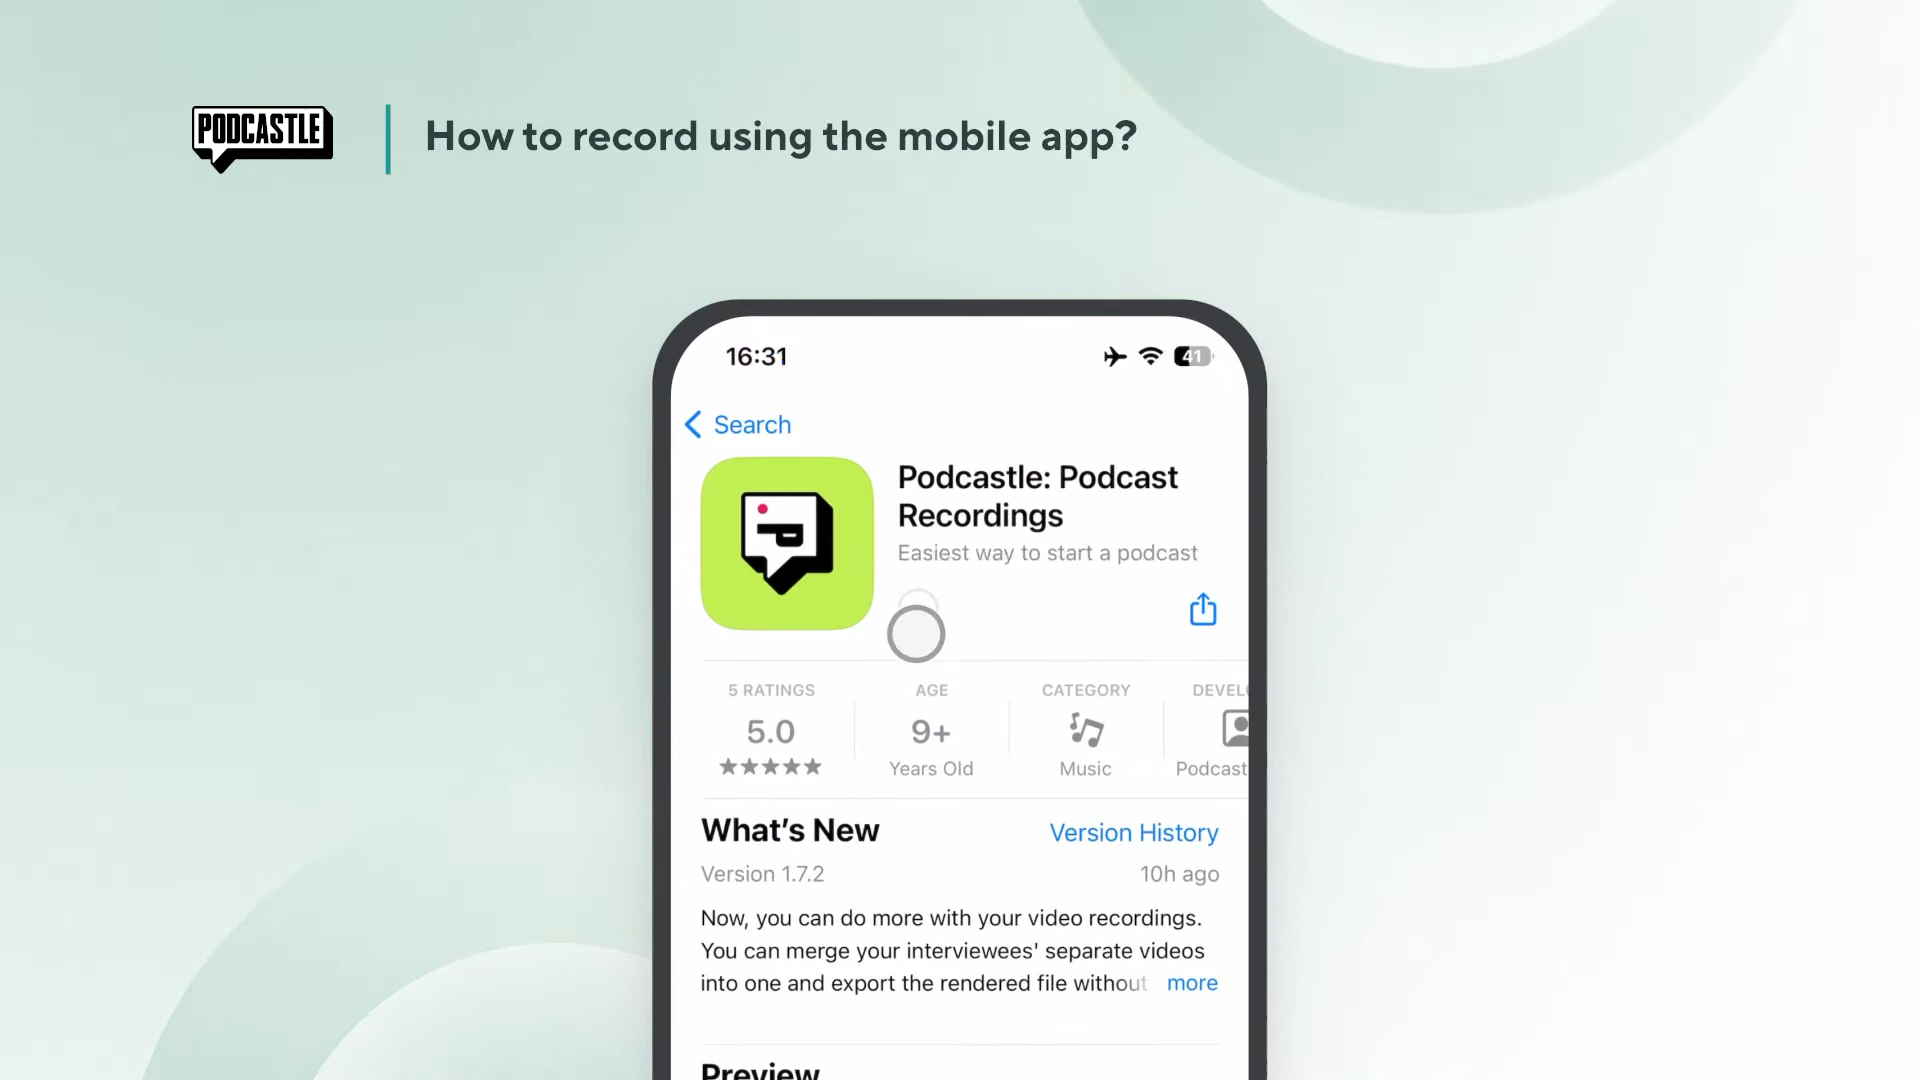 PODCASTLE
How to record using the mobile app?
16:31
41
Search
Podcastle: Podcast
Recordings
Easiest way to start a podcast
5 RATINGS
AGE
CATEGORY
DEVELO
5.0
9+
Years Old
Music
Podcast
What's New
Version History
Version 1.7.2
10h ago
Now, you can do more with your video recordings.
You can merge your interviewees' separate videos
into one and export the rendered file without more
Preview